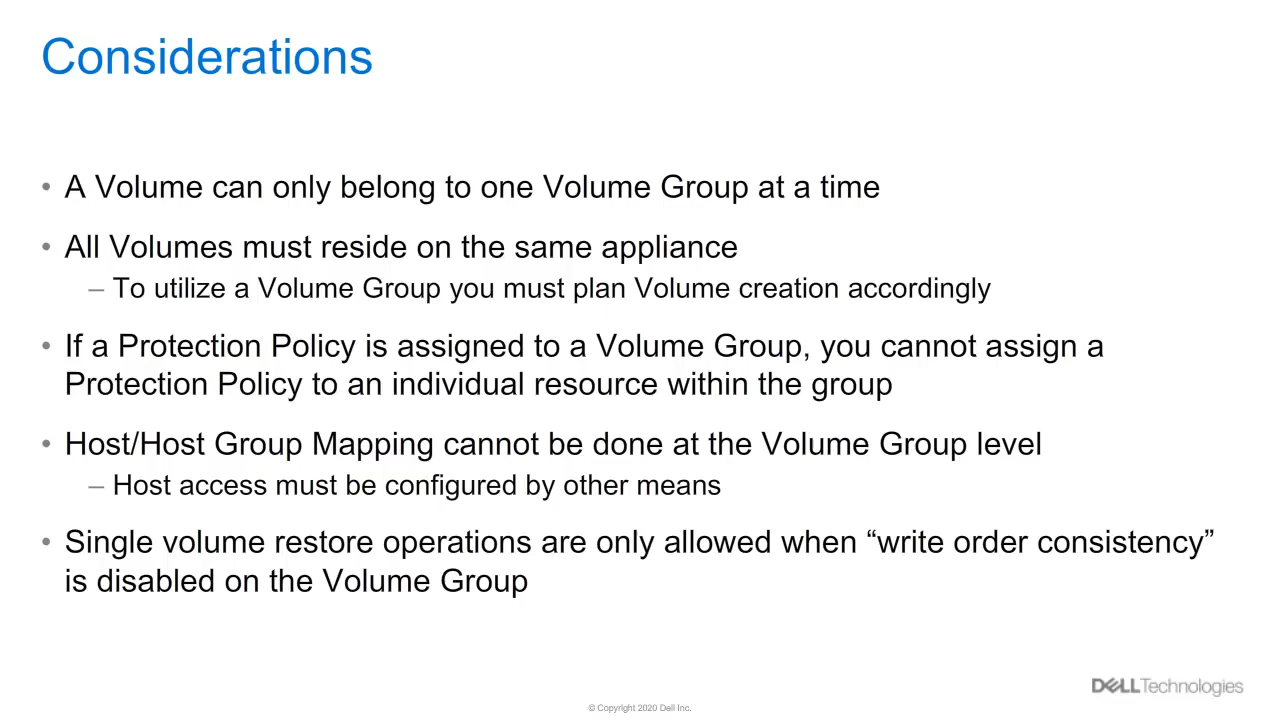 Considerations
• A Volume can only belong to one Volume Group at a time
• All Volumes must reside on the same appliance
– To utilize a Volume Group you must plan Volume creation accordingly
• If a Protection Policy is assigned to a Volume Group, you cannot assign a
Protection Policy to an individual resource within the group
• Host/Host Group Mapping cannot be done at the Volume Group level
– Host access must be configured by other means
• Single volume restore operations are only allowed when “write order consistency”
is disabled on the Volume Group
DELLTechnologies
© Copyright 2020 Dell Inc.